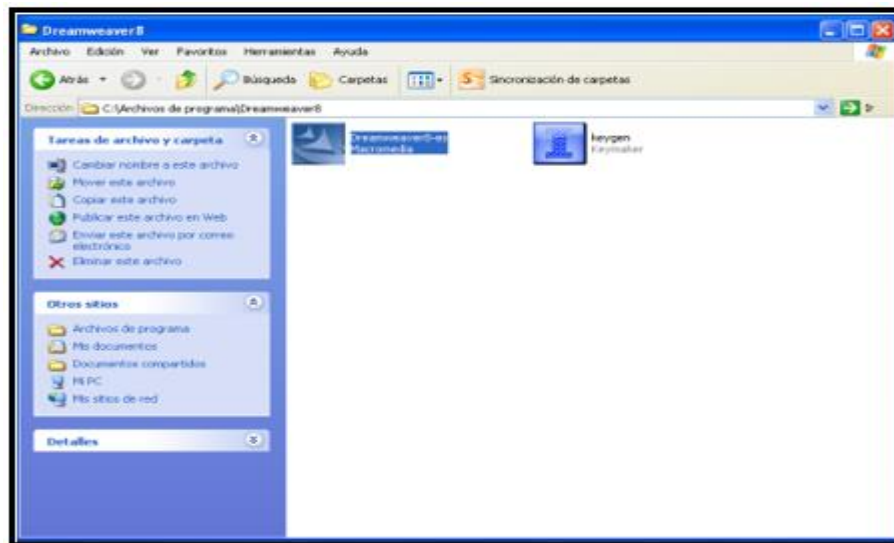 Dreamweaver8
Archivo Edición Ver Favoritos Herramientas Ayuda
Atrás Búsqueda Carpetas Sincronización de carpetas
Dirección C:\Archivos de programa\Dreamweaver8
Tareas de archivo y carpeta
Cambiar nombre a este archivo
Mover este archivo
Copiar este archivo
Publicar este archivo en Web
Enviar este archivo por correo
electrónico
Eliminar este archivo
Otros sitios
Archivos de programa
Mis documentos
Documentos compartidos
Mi PC
Mis sitios de red
Detalles
Dreamweaver8-es
Macromedia
keygen
Keymaker